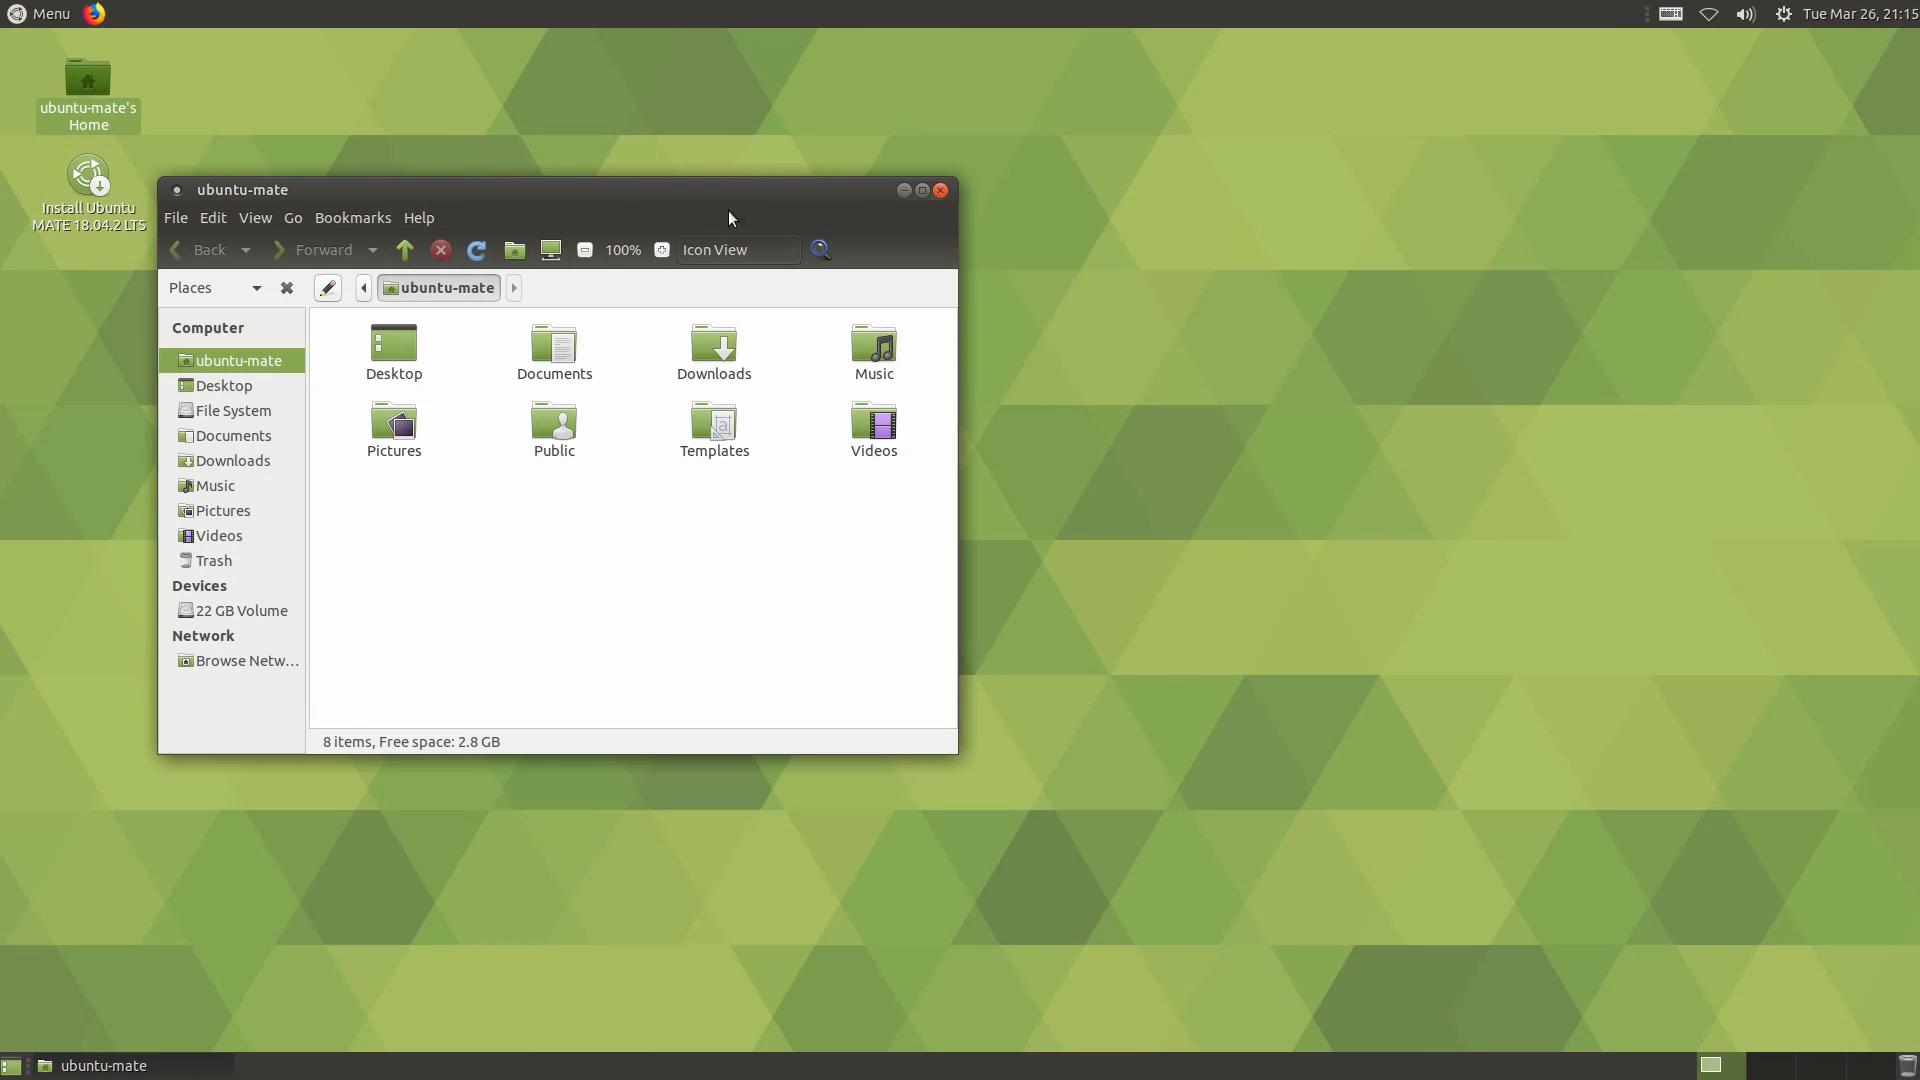 Menu
Tue Mar 26, 21:15
ubuntu-mate's
Home
Install Ubuntu
MATE 18.04.2 LTS
ubuntu-mate
File Edit View Go Bookmarks Help
Back Forward 100% Icon View
Places ubuntu-mate
Computer
ubuntu-mate
Desktop
File System
Documents
Downloads
Music
Pictures
Videos
Trash
Devices
22 GB Volume
Network
Browse Netw...
Desktop Documents Downloads Music
Pictures Public Templates Videos
8 items, Free space: 2.8 GB
ubuntu-mate